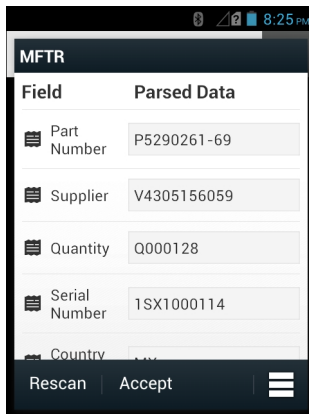 8:25 PM
MFTR
Field Parsed Data
Part Number P5290261-69
Supplier V4305156059
Quantity Q000128
Serial Number 1SX1000114
Country
Rescan Accept